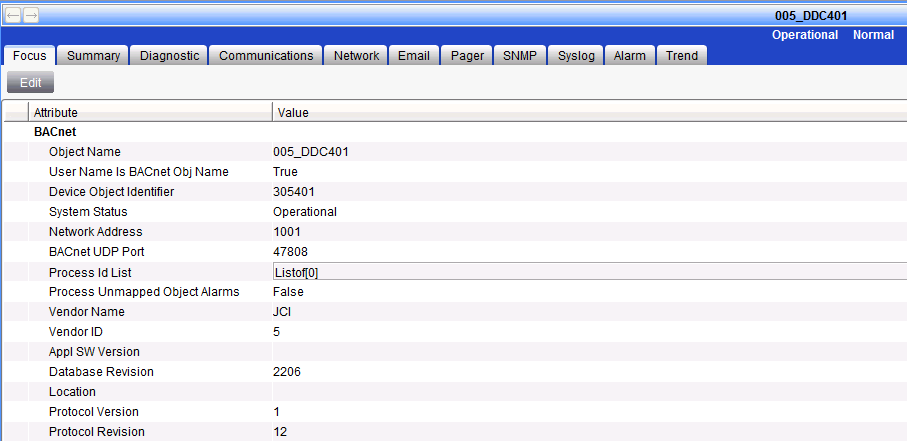 005_DDC401
Operational Normal
Focus Summary Diagnostic Communications Network Email Pager SNMP Syslog Alarm Trend
Edit
Attribute Value
BACnet
Object Name 005_DDC401
User Name Is BACnet Obj Name True
Device Object Identifier 305401
System Status Operational
Network Address 1001
BACnet UDP Port 47808
Process Id List Listof[0]
Process Unmapped Object Alarms False
Vendor Name JCI
Vendor ID 5
Appl SW Version
Database Revision 2206
Location
Protocol Version 1
Protocol Revision 12